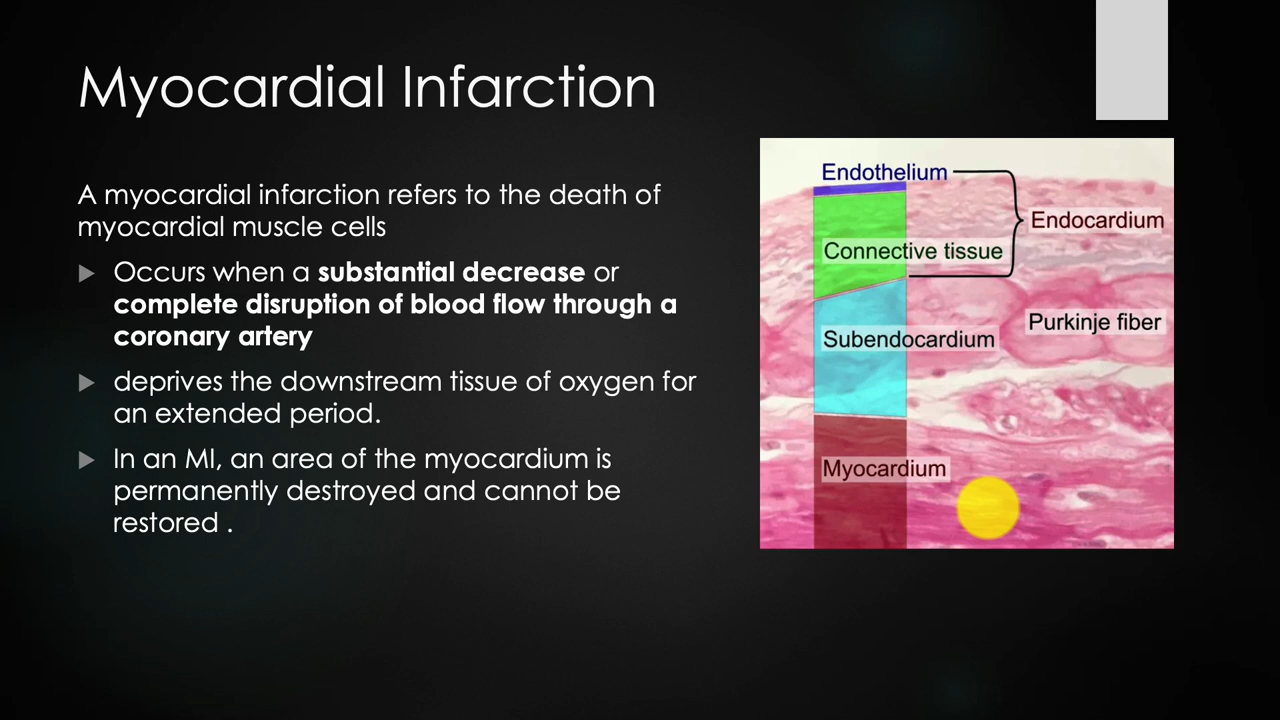 Myocardial Infarction
A myocardial infarction refers to the death of
myocardial muscle cells
Occurs when a substantial decrease or
complete disruption of blood flow through a
coronary artery
deprives the downstream tissue of oxygen for
an extended period.
In an MI, an area of the myocardium is
permanently destroyed and cannot be
restored .
Endothelium
Endocardium
Connective tissue
Purkinje fiber
Subendocardium
Myocardium